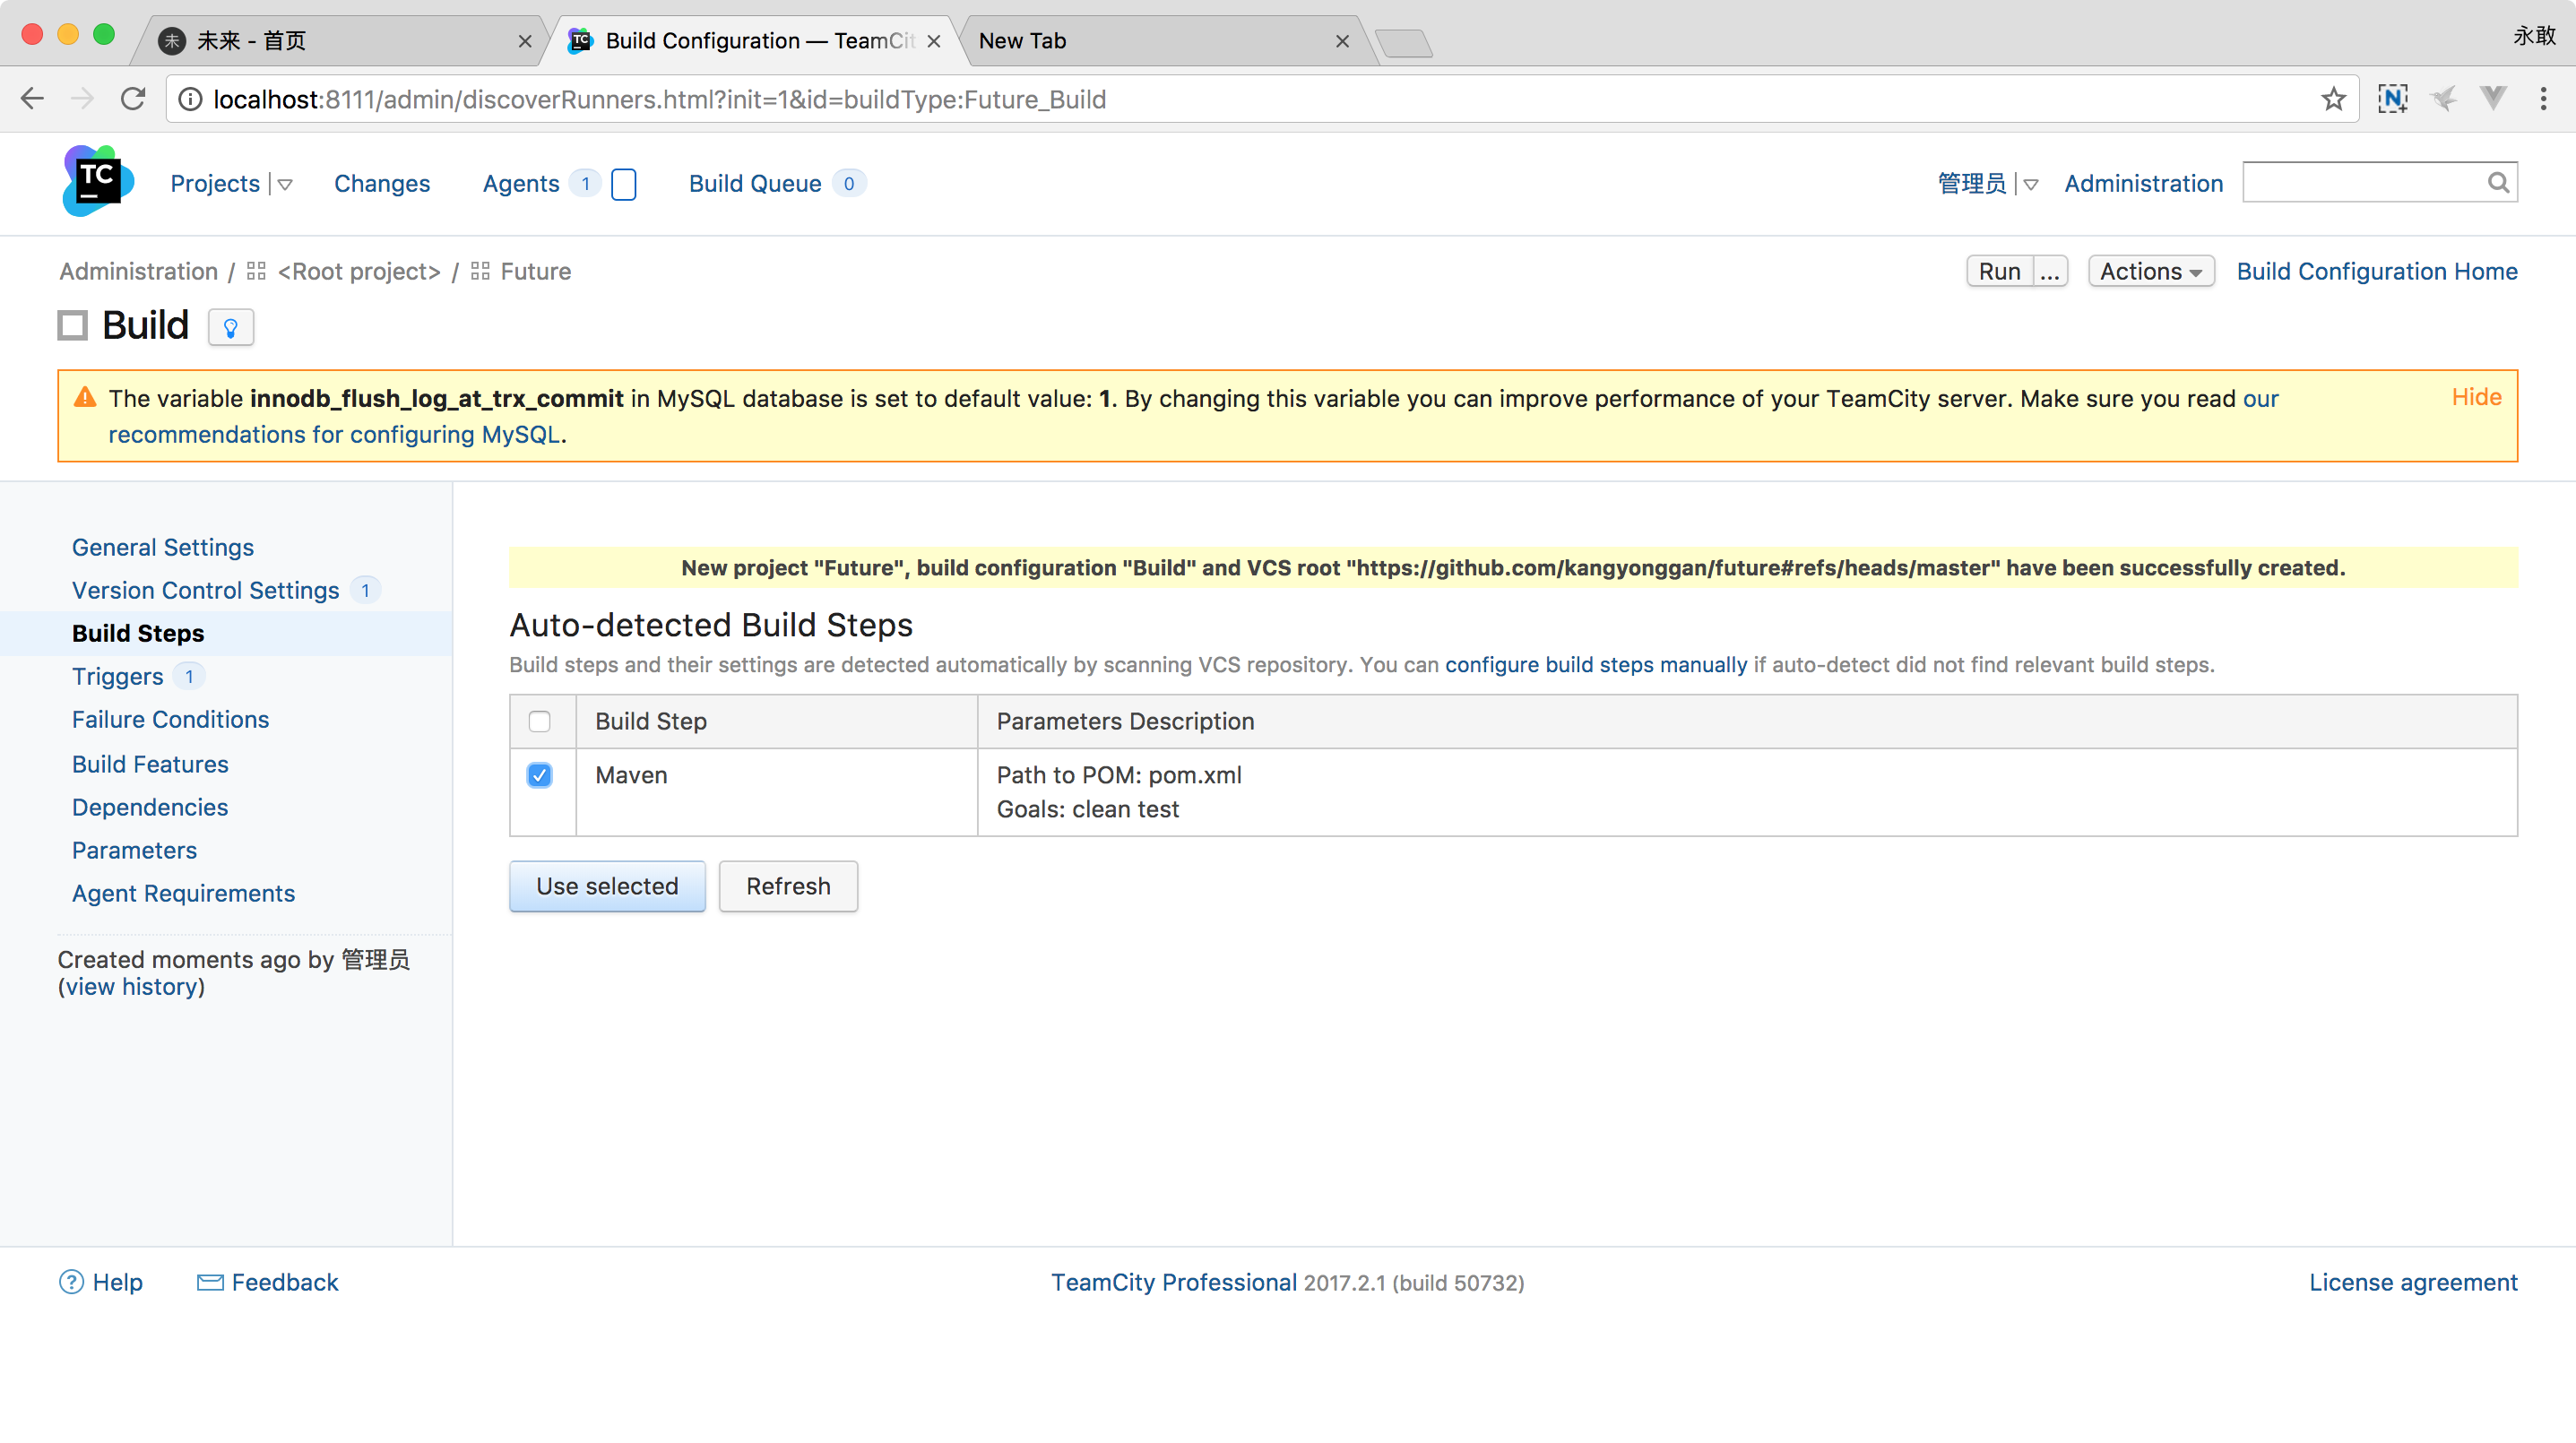 未 未来 - 首页
TC Build Configuration — TeamCit
New Tab
永敢
localhost:8111/admin/discoverRunners.html?init=1&id=buildType:Future_Build
N
TC
Projects
Changes
Agents 1
Build Queue 0
管理员
Administration
Administration / <Root project> / Future
Run ...
Actions
Build Configuration Home
Build
The variable innodb_flush_log_at_trx_commit in MySQL database is set to default value: 1. By changing this variable you can improve performance of your TeamCity server. Make sure you read our
recommendations for configuring MySQL.
Hide
General Settings
Version Control Settings 1
Build Steps
Triggers 1
Failure Conditions
Build Features
Dependencies
Parameters
Agent Requirements
Created moments ago by 管理员
(view history)
New project "Future", build configuration "Build" and VCS root "https://github.com/kangyonggan/future#refs/heads/master" have been successfully created.
Auto-detected Build Steps
Build steps and their settings are detected automatically by scanning VCS repository. You can configure build steps manually if auto-detect did not find relevant build steps.
Build Step Parameters Description
Maven Path to POM: pom.xml
Goals: clean test
Use selected
Refresh
? Help
Feedback
TeamCity Professional 2017.2.1 (build 50732)
License agreement